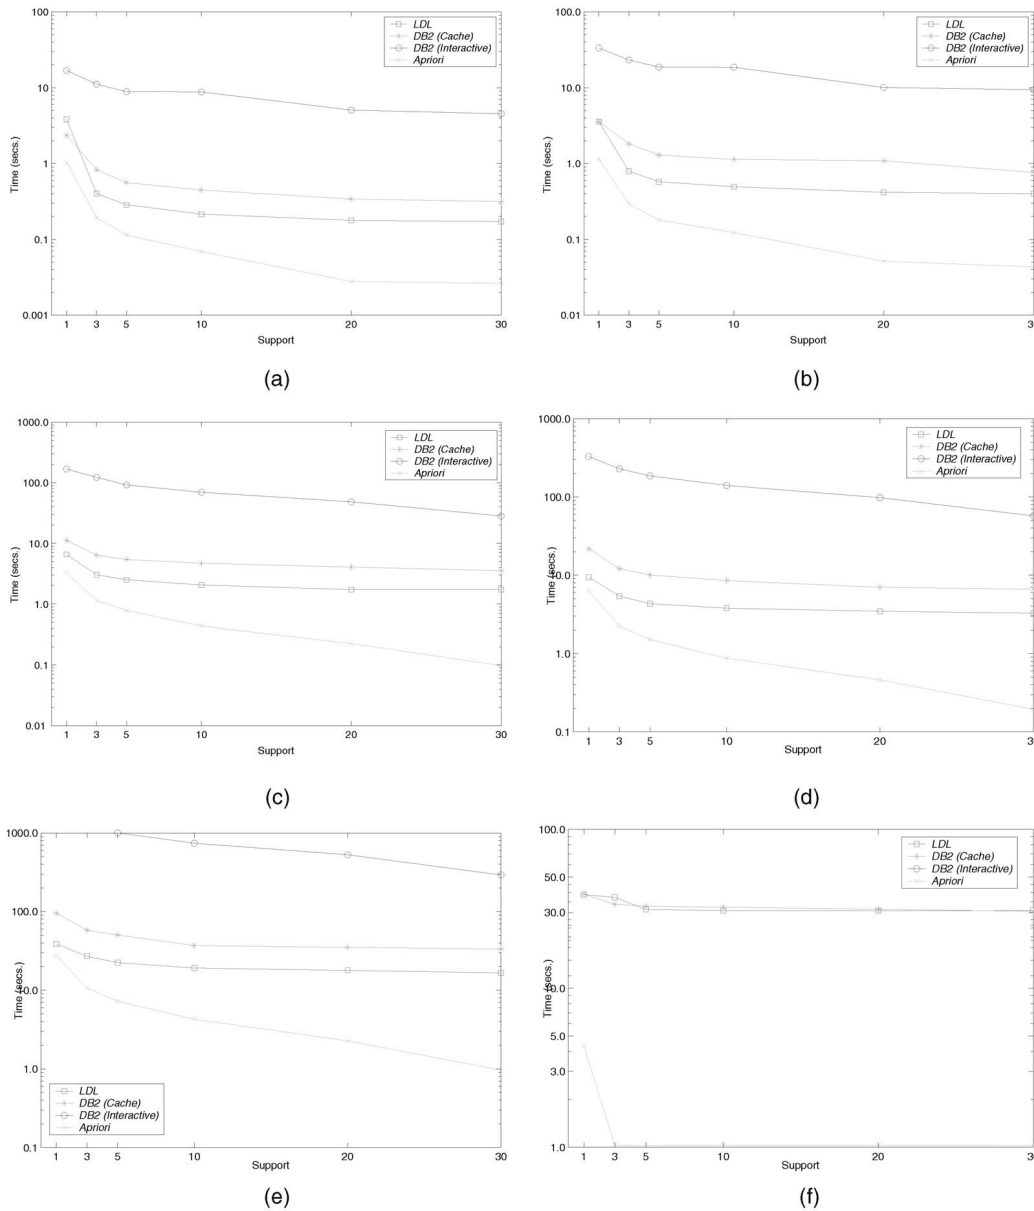 100
10
1
0.1
0.001
Time (secs.)
1 3 5 10 20 30
Support
LDL
DB2 (Cache)
DB2 (Interactive)
Apriori
(a)
100.0
10.0
1.0
0.1
0.01
Time (secs.)
1 3 5 10 20 3
Support
LDL
DB2 (Cache)
DB2 (Interactive)
Apriori
(b)
1000.0
100.0
10.0
1.0
0.1
0.01
Time (secs.)
1 3 5 10 20 30
Support
LDL
DB2 (Cache)
DB2 (Interactive)
Apriori
(c)
1000.0
100.0
10.0
1.0
0.1
Time (secs.)
1 3 5 10 20 3
Support
LDL
DB2 (Cache)
DB2 (Interactive)
Apriori
(d)
1000.0
100.0
10.0
1.0
0.1
Time (secs.)
1 3 5 10 20 30
Support
LDL
DB2 (Cache)
DB2 (Interactive)
Apriori
(e)
100.0
50.0
30.0
10.0
5.0
3.0
1.0
Time (secs.)
1 3 5 10 20 3
Support
LDL
DB2 (Cache)
DB2 (Interactive)
Apriori
(f)